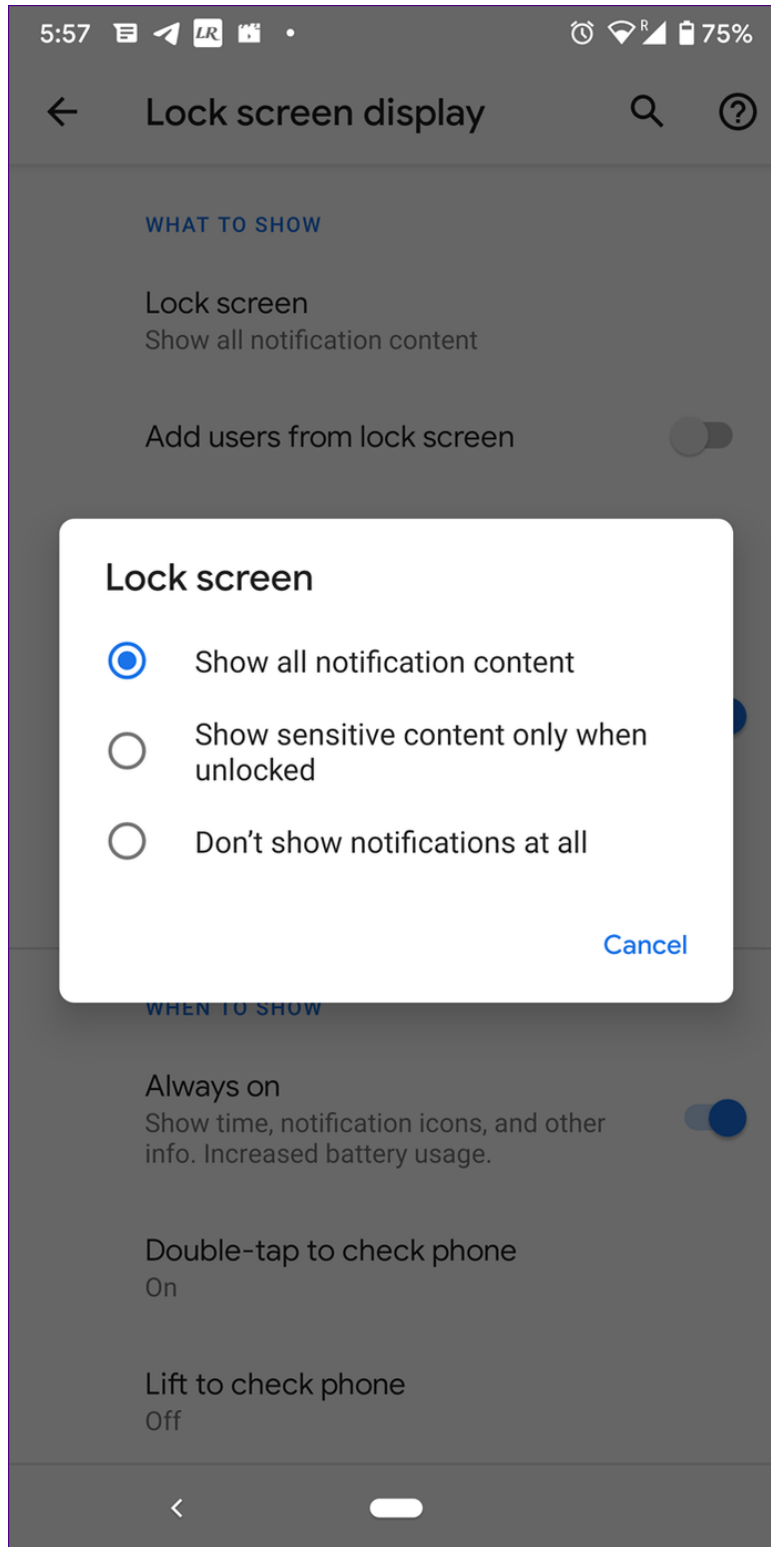 5:57 LR R 75%
Lock screen display
WHAT TO SHOW
Lock screen
Show all notification content
Add users from lock screen
Lock screen
Show all notification content
Show sensitive content only when
unlocked
Don’t show notifications at all
Cancel
WHEN TO SHOW
Always on
Show time, notification icons, and other
info. Increased battery usage.
Double-tap to check phone
On
Lift to check phone
Off